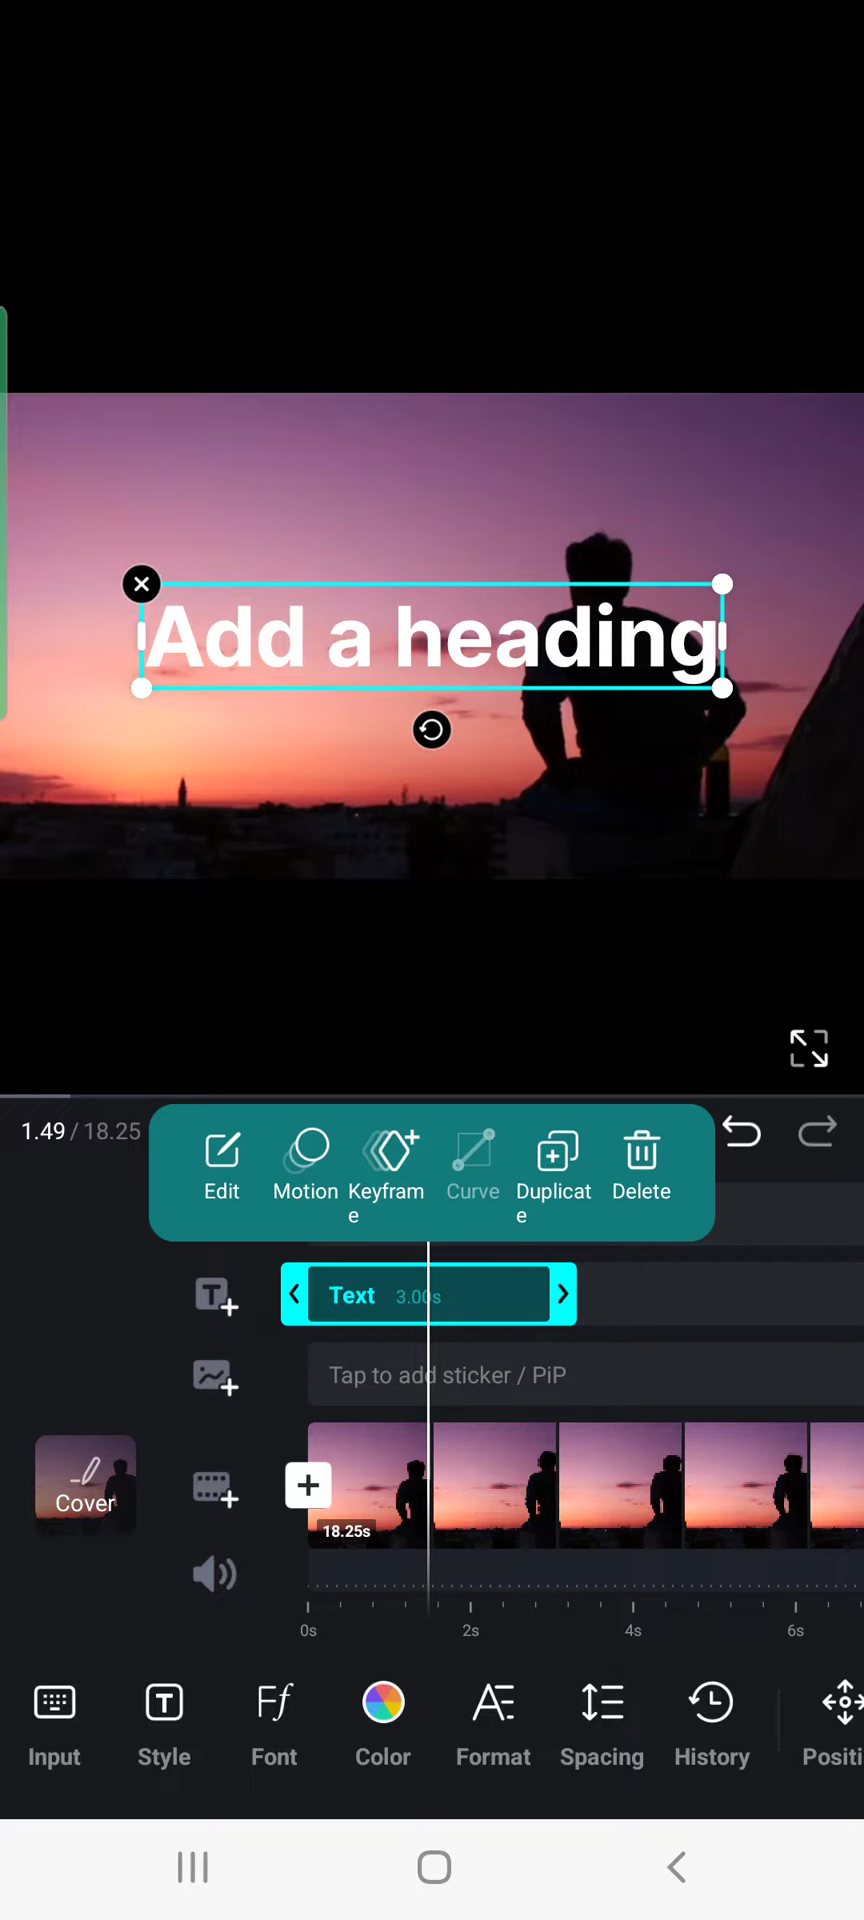 Add a heading
1.49 / 18.25
Edit
Motion
Keyfram
e
Curve
Duplicat
e
Delete
Text 3.00s
Tap to add sticker / PiP
Cover
18.25s
0s 2s 4s 6s
Input Style Font Color Format Spacing History Positi